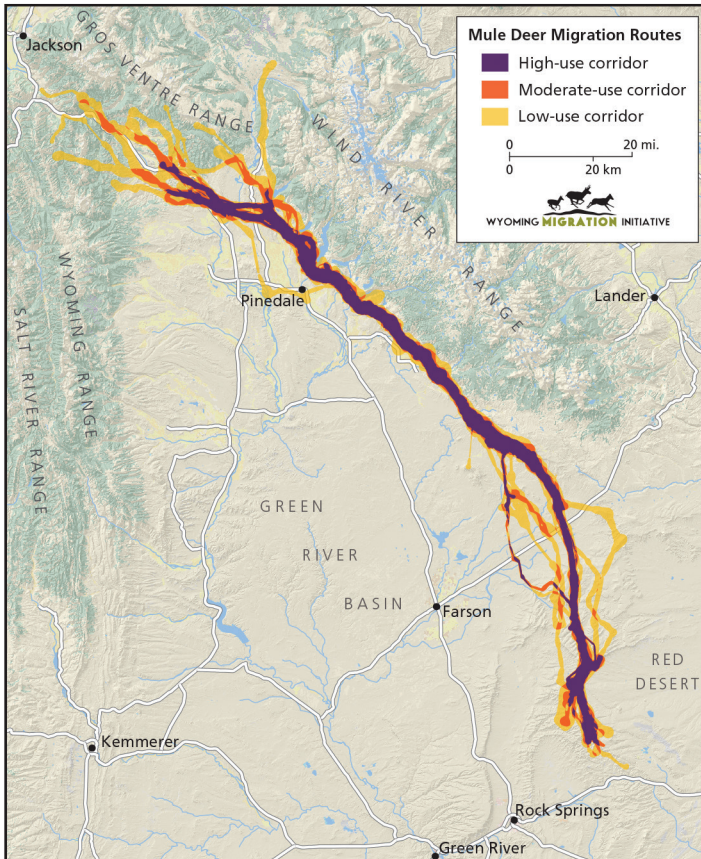 Mule Deer Migration Routes
High-use corridor
Moderate-use corridor
Low-use corridor
0 20 mi.
0 20 km
WYOMING MIGRATION INITIATIVE
Jackson
GROS VENTRE RANGE
WIND RIVER RANGE
Lander
Pinedale
WYOMING RANGE
SALT RIVER RANGE
GREEN
RIVER
BASIN
Farson
RED
DESERT
Kemmerer
Rock Springs
Green River